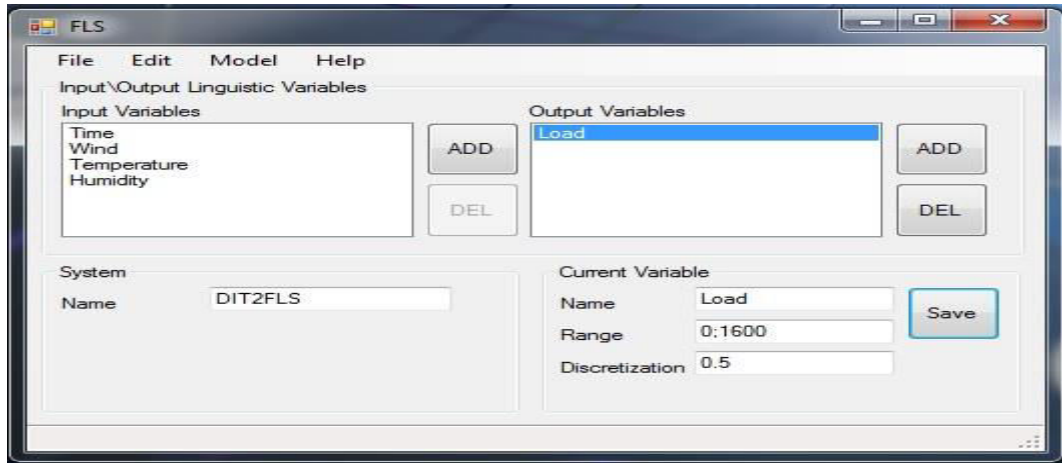 FLS
File Edit Model Help
Input\Output Linguistic Variables
Input Variables
Time
Wind
Temperature
Humidity
ADD
DEL
Output Variables
Load
ADD
DEL
System
Name DIT2FLS
Current Variable
Name Load
Range 0;1600
Discretization 0.5
Save